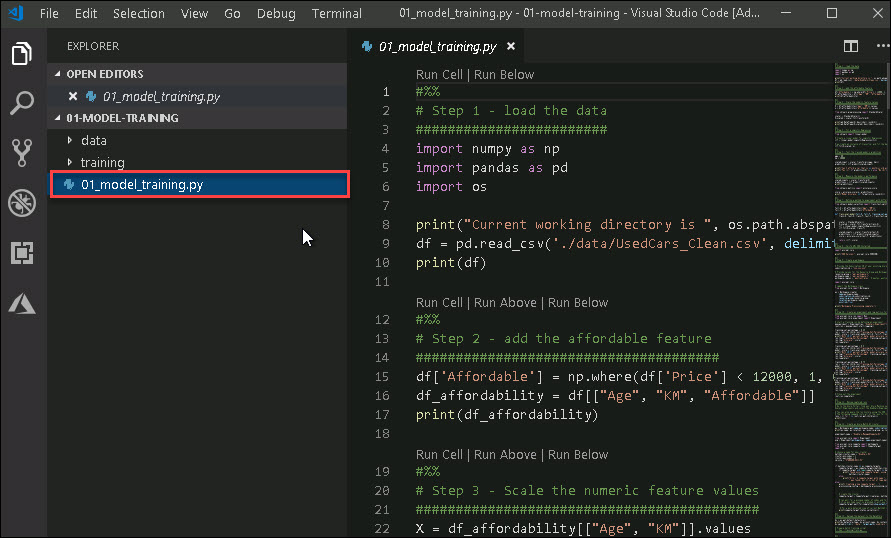 File Edit Selection View Go Debug Terminal 01_model_training.py - 01-model-training - Visual Studio Code [Ad...
EXPLORER
OPEN EDITORS
01_model_training.py
01-MODEL-TRAINING
data
training
01_model_training.py
01_model_training.py
Run Cell | Run Below
1 #%%
2 # Step 1 - load the data
3 #########################
4 import numpy as np
5 import pandas as pd
6 import os
7
8 print("Current working directory is ", os.path.abspat
9 df = pd.read_csv('./data/UsedCars_Clean.csv', delimit
10 print(df)
11
Run Cell | Run Above | Run Below
12 #%%
13 # Step 2 - add the affordable feature
14 #######################################
15 df['Affordable'] = np.where(df['Price'] < 12000, 1,
16 df_affordability = df[["Age", "KM", "Affordable"]]
17 print(df_affordability)
18
Run Cell | Run Above | Run Below
19 #%%
20 # Step 3 - Scale the numeric feature values
21 ############################################
22 X = df_affordability[["Age", "KM"]].values